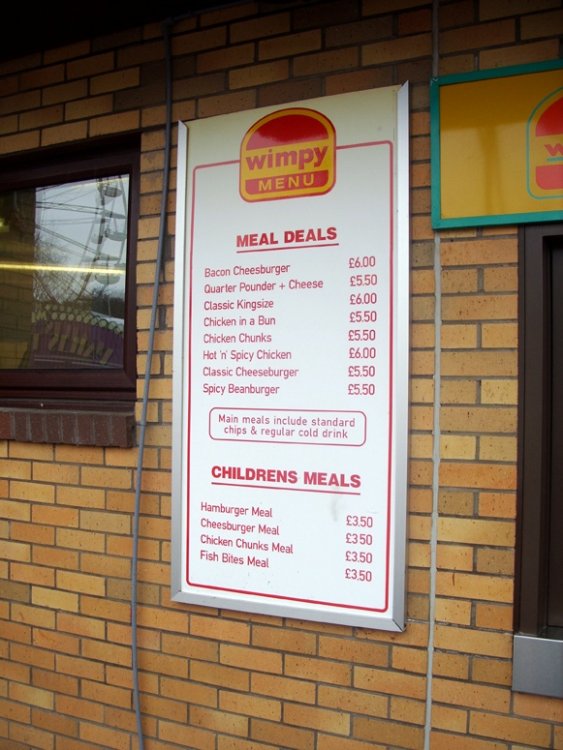 wimpy
MENU
MEAL DEALS
Bacon Cheesburger £6.00
Quarter Pounder + Cheese £5.50
Classic Kingsize £6.00
Chicken in a Bun £5.50
Chicken Chunks £5.50
Hot 'n' Spicy Chicken £6.00
Classic Cheeseburger £5.50
Spicy Beanburger £5.50
Main meals include standard
chips & regular cold drink
CHILDRENS MEALS
Hamburger Meal £3.50
Cheesburger Meal £3 50
Chicken Chunks Meal £3.50
Fish Bites Meal £3.50